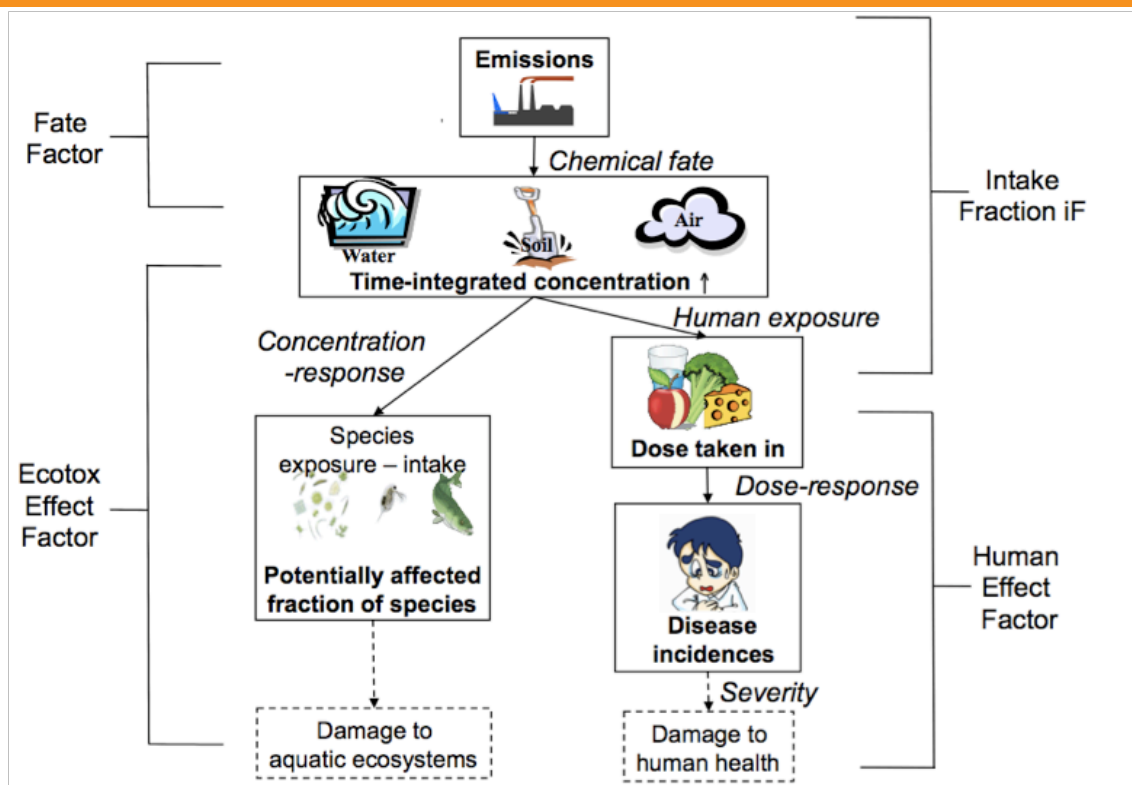 Emissions
Fate
Factor
Chemical fate
Intake
Fraction iF
Water
Soil
Air
Time-integrated concentration ↑
Human exposure
Concentration
-response
Species
exposure – intake
Dose taken in
Ecotox
Effect
Factor
Dose-response
Potentially affected
fraction of species
Human
Effect
Factor
Disease
incidences
Severity
Damage to
aquatic ecosystems
Damage to
human health